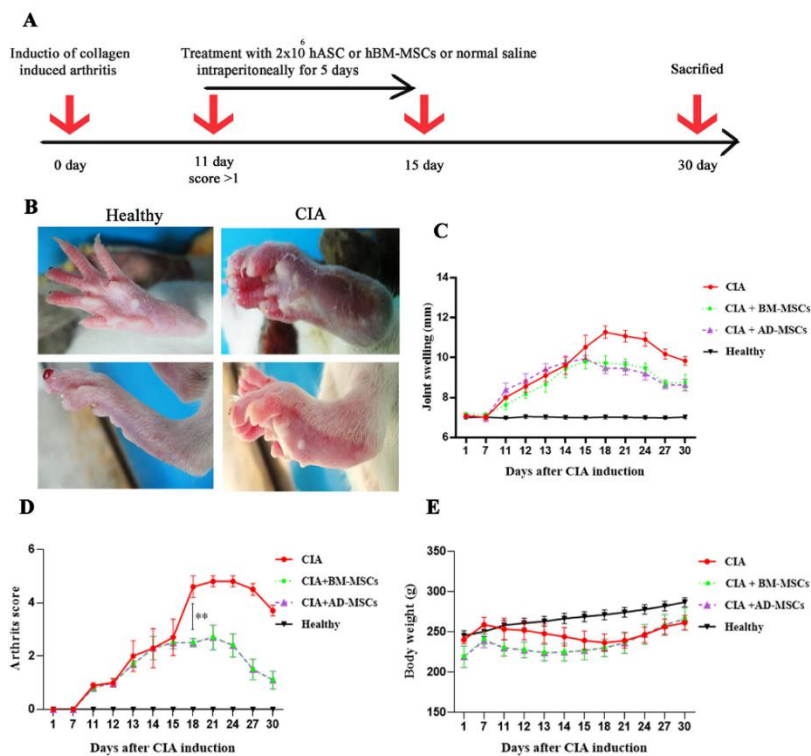 A
Inductio of collagen
induced arthritis
Treatment with 2x10⁶ hASC or hBM-MSCs or normal saline
intraperitoneally for 5 days
Sacrified
0 day
11 day
score >1
15 day
30 day
B
Healthy
CIA
C
Joint swelling (mm)
14
12
10
8
6
1 7 11 12 13 14 15 18 21 24 27 30
Days after CIA induction
CIA
CIA + BM-MSCs
CIA + AD-MSCs
Healthy
D
Arthrits score
6
4
2
0
**
1 7 11 12 13 14 15 18 21 24 27 30
Days after CIA induction
CIA
CIA+BM-MSCs
CIA+AD-MSCs
Healthy
E
Body weight (g)
350
300
250
200
150
1 7 11 12 13 14 15 18 21 24 27 30
Days after CIA induction
CIA
CIA + BM-MSCs
CIA +AD-MSCs
Healthy